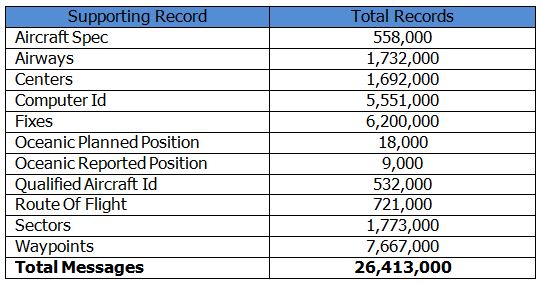 Supporting Record Total Records
Aircraft Spec 558,000
Airways 1,732,000
Centers 1,692,000
Computer Id 5,551,000
Fixes 6,200,000
Oceanic Planned Position 18,000
Oceanic Reported Position 9,000
Qualified Aircraft Id 532,000
Route Of Flight 721,000
Sectors 1,773,000
Waypoints 7,667,000
Total Messages 26,413,000